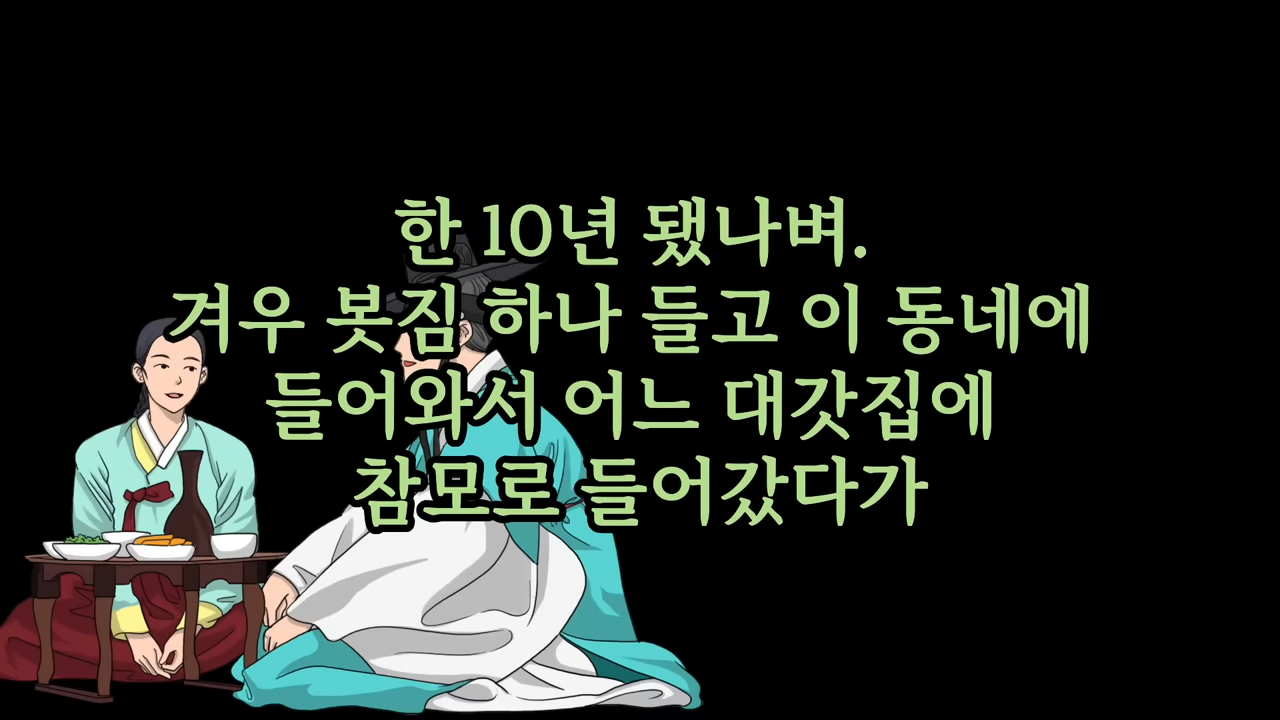 한 10년 됐나벼.
겨우 봇짐 하나 들고 이 동네에
들어와서 어느 대갓집에
참모로 들어갔다가